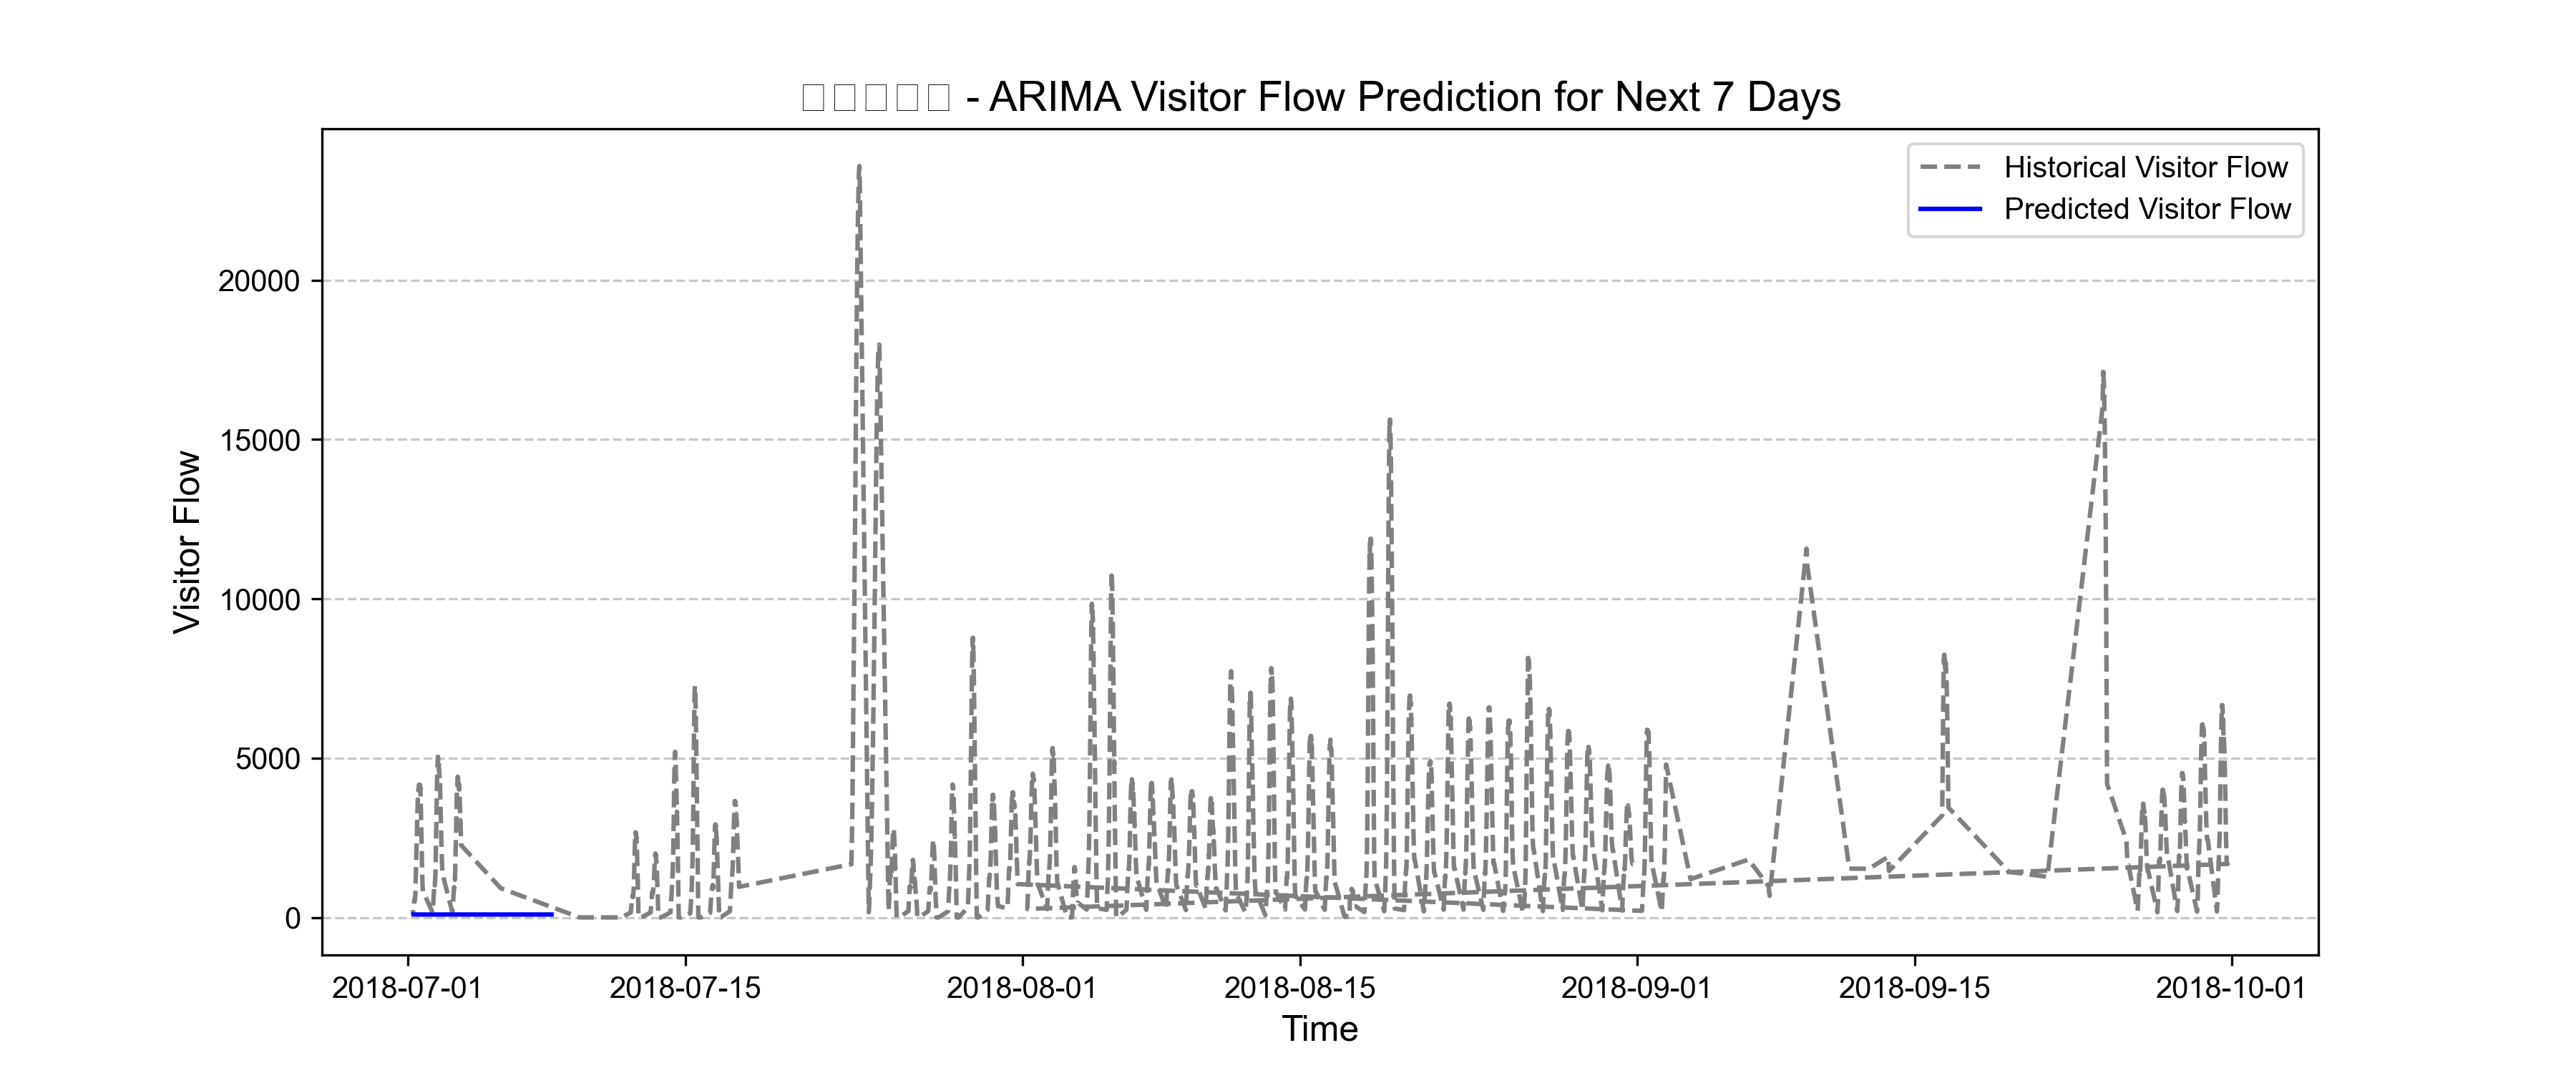 - ARIMA Visitor Flow Prediction for Next 7 Days
Historical Visitor Flow
Predicted Visitor Flow
Visitor Flow
20000
15000
10000
5000
0
2018-07-01 2018-07-15 2018-08-01 2018-08-15 2018-09-01 2018-09-15 2018-10-01
Time